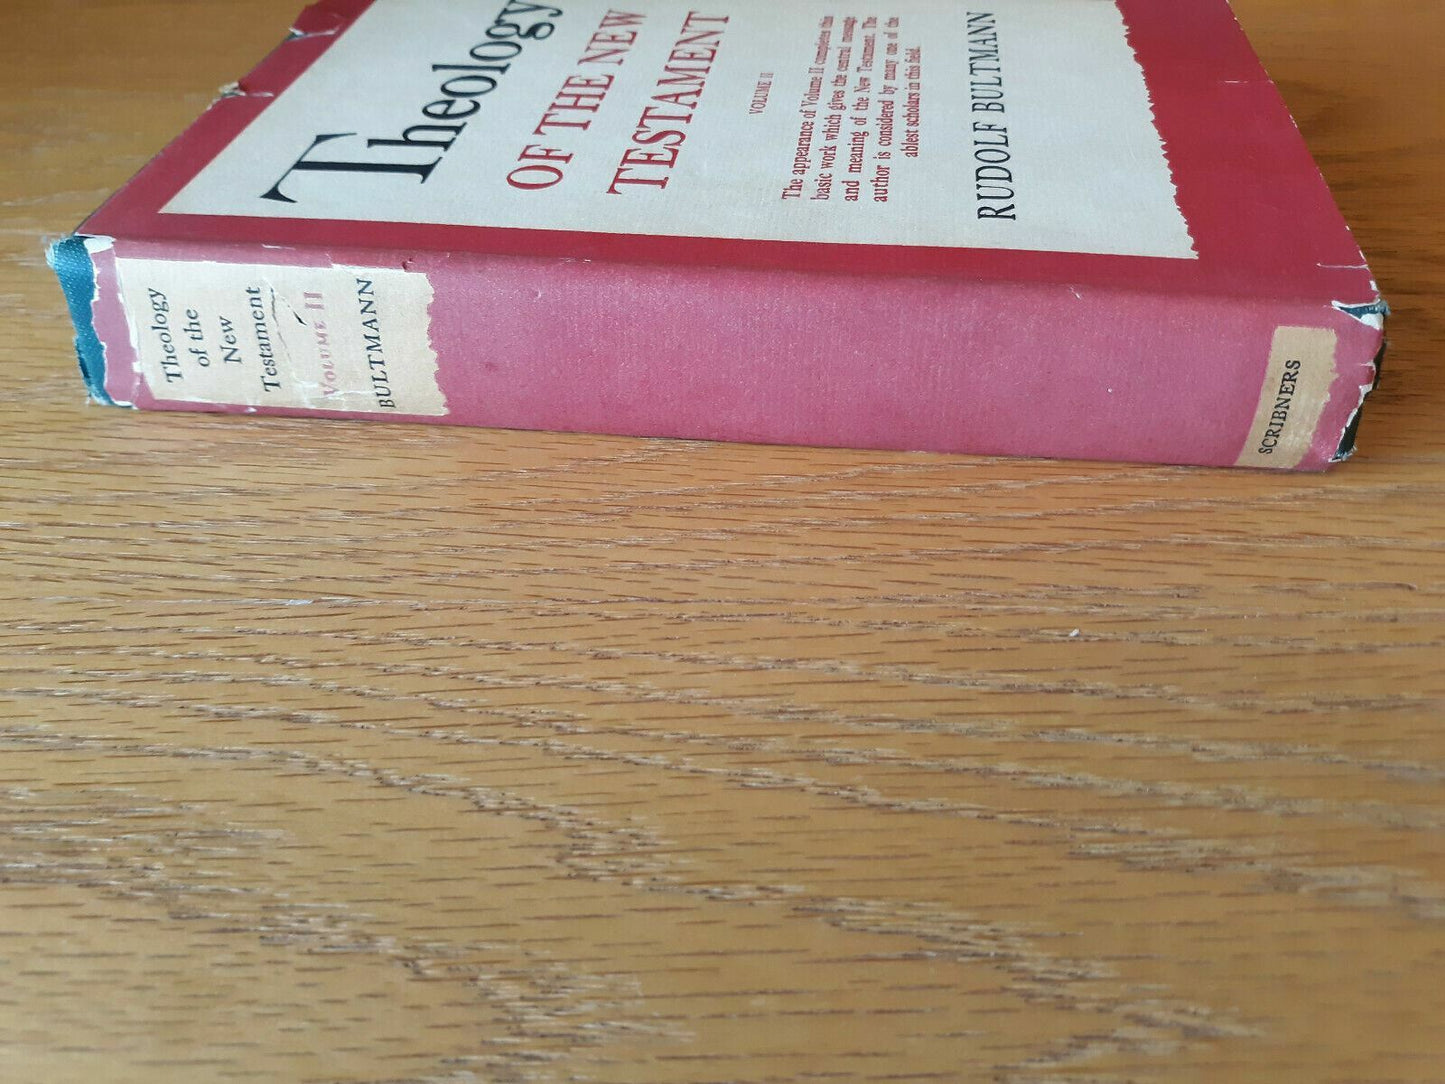 Theology
OF THE NEW
TESTAMENT
VOLUME II
The appearance of Volume II completes this
basic work which gives the central message
and meaning of the New Testament. The
author is considered by many one of the
ablest scholars in this field.
RUDOLF BULTMANN
Theology
of the
New
Testament
VOLUME II
BULTMANN
SCRIBNERS